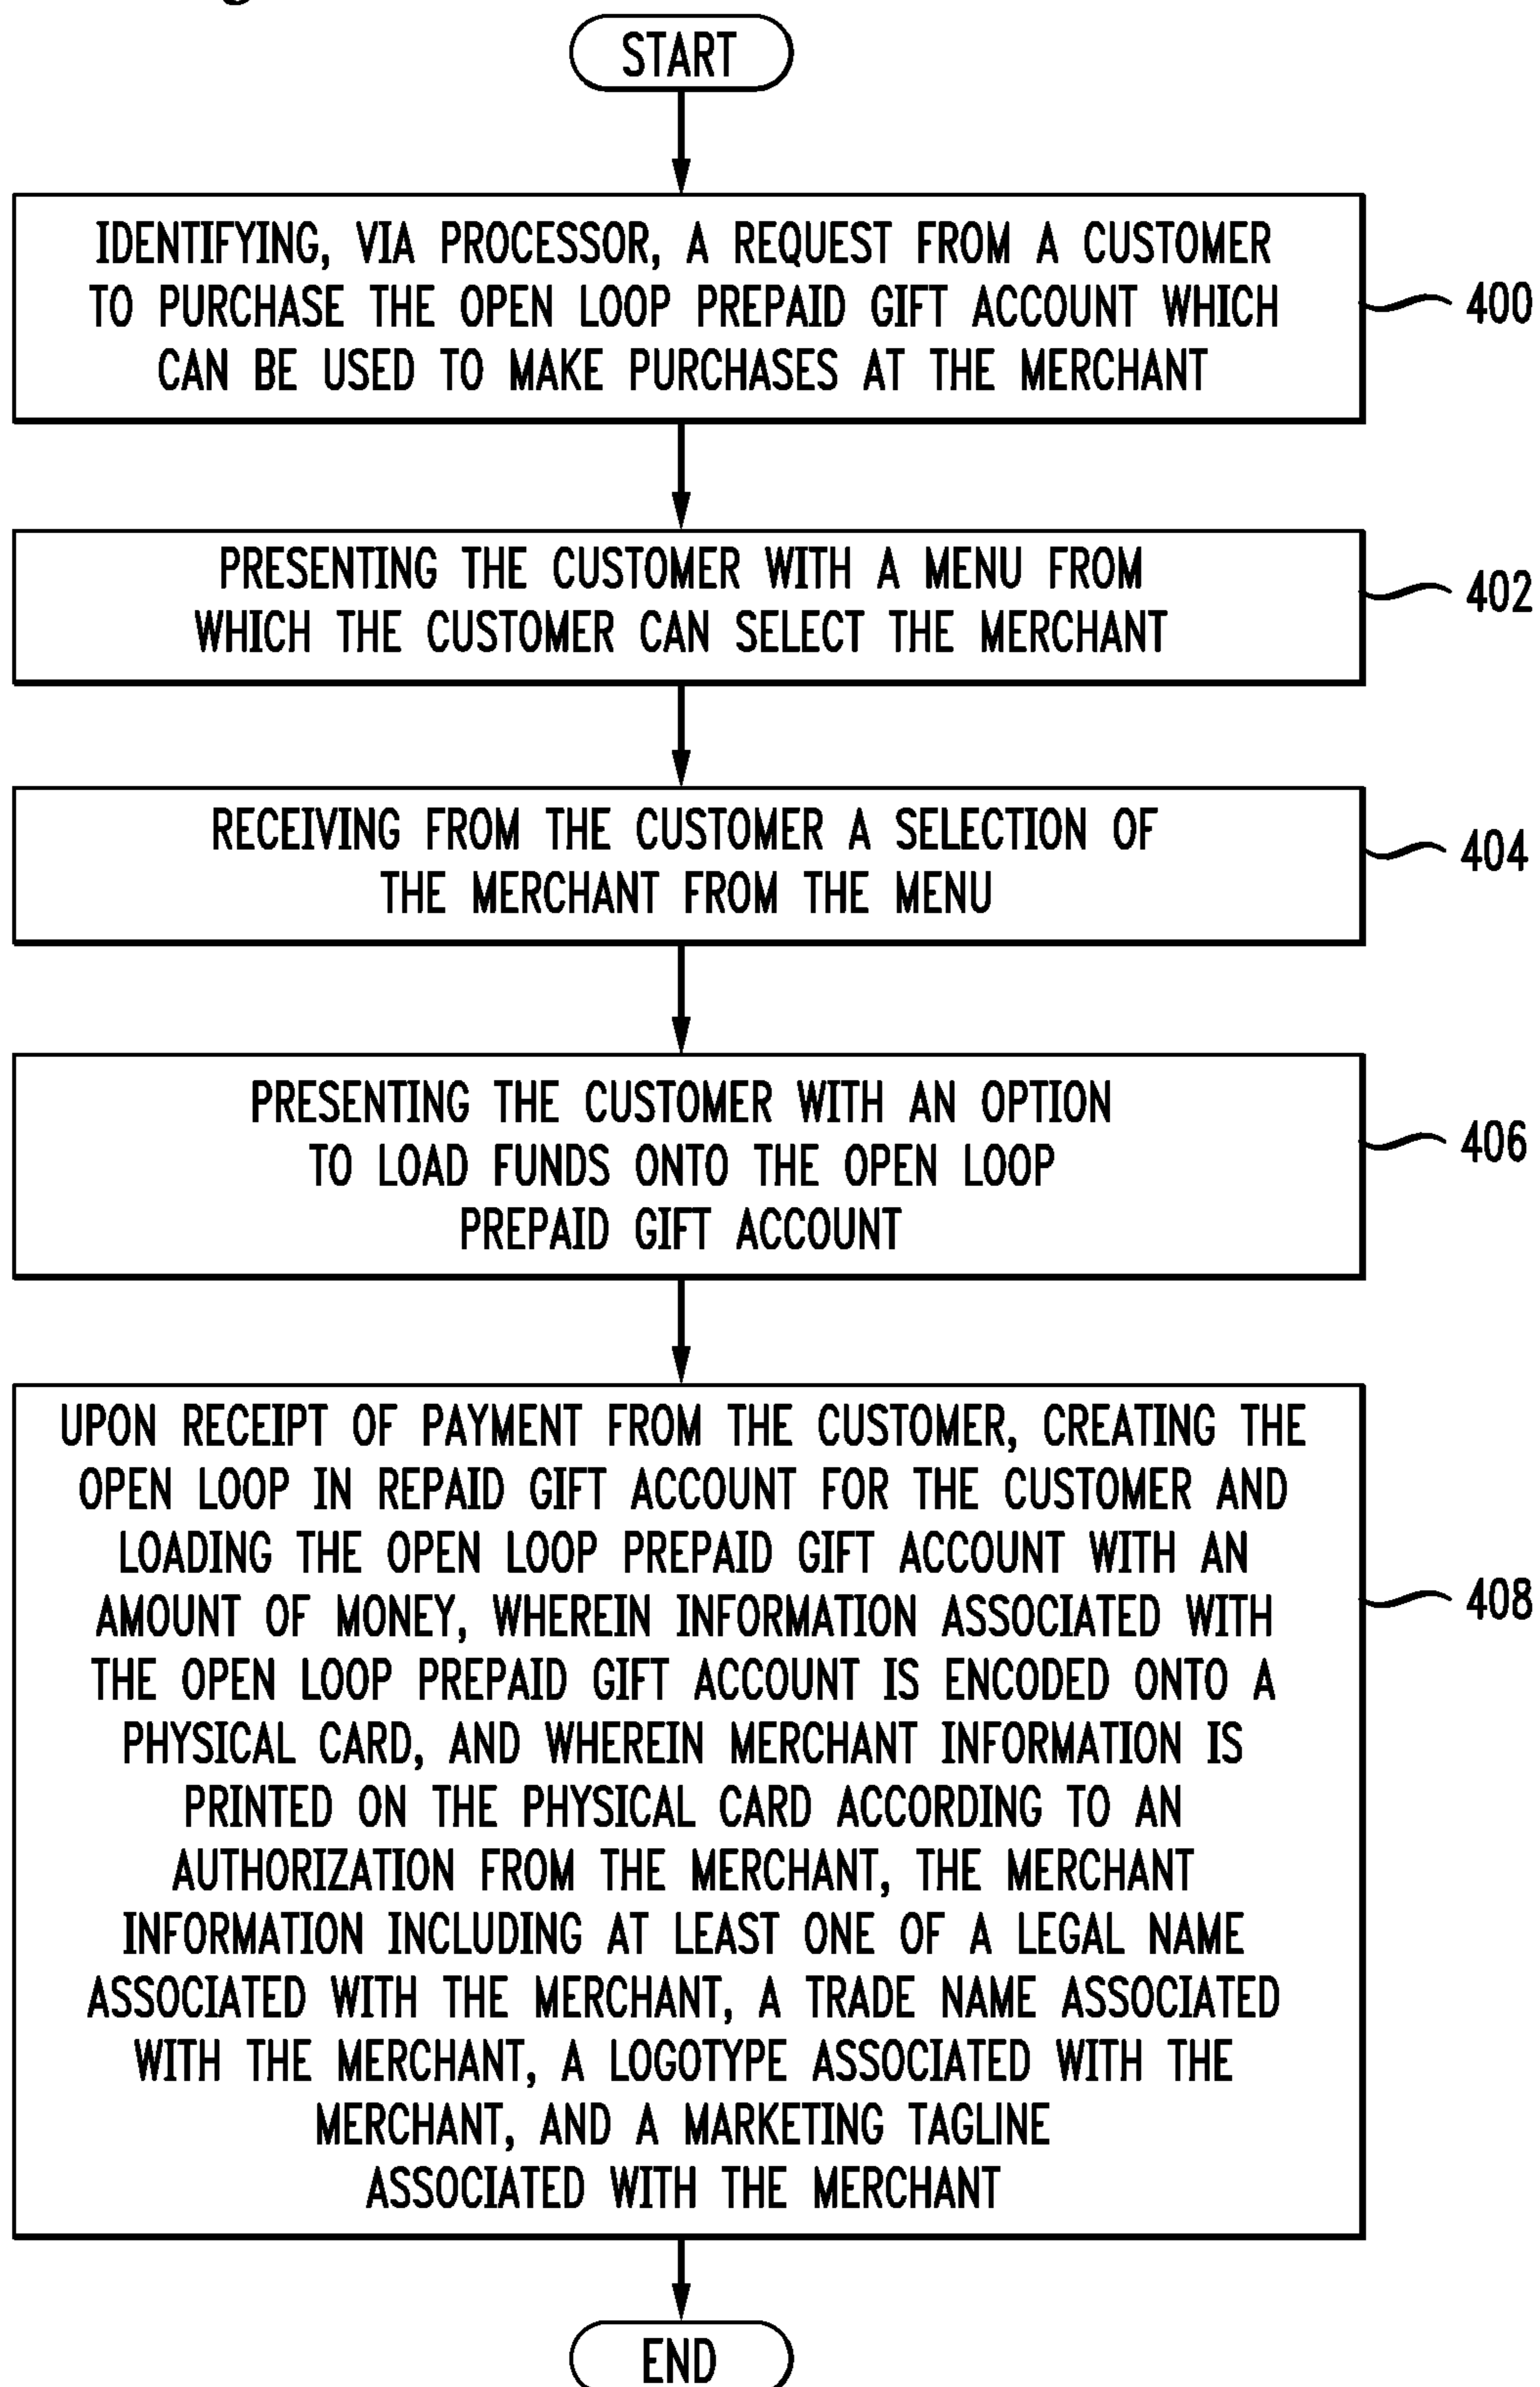 START
IDENTIFYING, VIA PROCESSOR, A REQUEST FROM A CUSTOMER
TO PURCHASE THE OPEN LOOP PREPAID GIFT ACCOUNT WHICH
CAN BE USED TO MAKE PURCHASES AT THE MERCHANT
400
PRESENTING THE CUSTOMER WITH A MENU FROM
WHICH THE CUSTOMER CAN SELECT THE MERCHANT
402
RECEIVING FROM THE CUSTOMER A SELECTION OF
THE MERCHANT FROM THE MENU
404
PRESENTING THE CUSTOMER WITH AN OPTION
TO LOAD FUNDS ONTO THE OPEN LOOP
PREPAID GIFT ACCOUNT
406
UPON RECEIPT OF PAYMENT FROM THE CUSTOMER, CREATING THE
OPEN LOOP IN REPAID GIFT ACCOUNT FOR THE CUSTOMER AND
LOADING THE OPEN LOOP PREPAID GIFT ACCOUNT WITH AN
AMOUNT OF MONEY, WHEREIN INFORMATION ASSOCIATED WITH
THE OPEN LOOP PREPAID GIFT ACCOUNT IS ENCODED ONTO A
PHYSICAL CARD, AND WHEREIN MERCHANT INFORMATION IS
PRINTED ON THE PHYSICAL CARD ACCORDING TO AN
AUTHORIZATION FROM THE MERCHANT, THE MERCHANT
INFORMATION INCLUDING AT LEAST ONE OF A LEGAL NAME
ASSOCIATED WITH THE MERCHANT, A TRADE NAME ASSOCIATED
WITH THE MERCHANT, A LOGOTYPE ASSOCIATED WITH THE
MERCHANT, AND A MARKETING TAGLINE
ASSOCIATED WITH THE MERCHANT
408
END